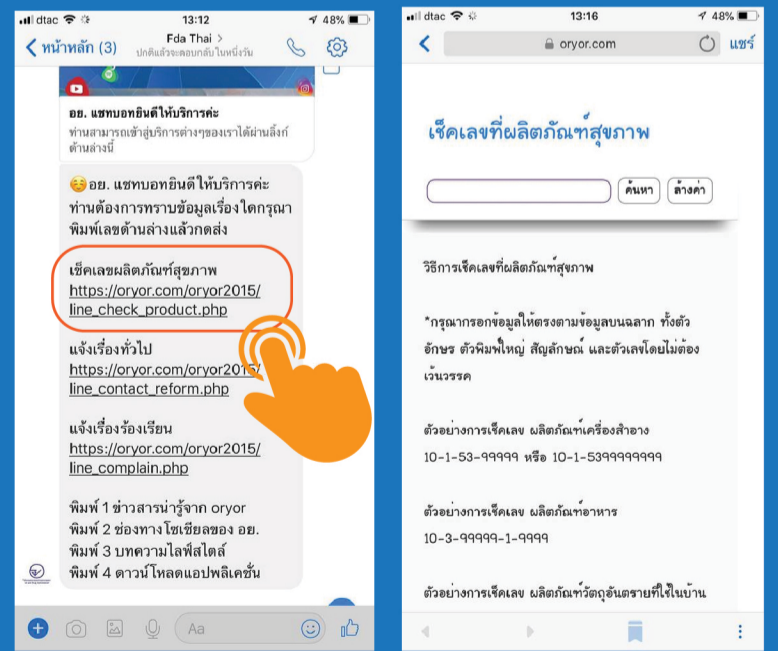 dtac 13:12 48%
หน้าหลัก (3) Fda Thai >
ปกติแล้วจะตอบกลับในหนึ่งวัน
อย. แชทบอทยินดีให้บริการค่ะ
ท่านสามารถเข้าสู่บริการต่างๆของเราได้ผ่านลิ้งก์
ด้านล่างนี้
อย. แชทบอทยินดีให้บริการค่ะ
ท่านต้องการทราบข้อมูลเรื่องใดกรุณา
พิมพ์เลขด้านล่างแล้วกดส่ง
เช็คเลขผลิตภัณฑ์สุขภาพ
https://oryor.com/oryor2015/
line_check_product.php
แจ้งเรื่องทั่วไป
https://oryor.com/oryor2015/
line_contact_reform.php
แจ้งเรื่องร้องเรียน
https://oryor.com/oryor2015/
line_complain.php
พิมพ์ 1 ข่าวสารน่ารู้จาก oryor
พิมพ์ 2 ช่องทางโซเชียลของ อย.
พิมพ์ 3 บทความไลฟ์สไตล์
พิมพ์ 4 ดาวน์โหลดแอปพลิเคชั่น
Aa
dtac 13:16 48%
oryor.com แชร์
เช็คเลขที่ผลิตภัณฑ์สุขภาพ
ค้นหา ล้างค่า
วิธีการเช็คเลขที่ผลิตภัณฑ์สุขภาพ
*กรุณากรอกข้อมูลให้ตรงตามข้อมูลบนฉลาก ทั้งตัว
อักษร ตัวพิมพ์ใหญ่ สัญลักษณ์ และตัวเลขโดยไม่ต้อง
เว้นวรรค
ตัวอย่างการเช็คเลข ผลิตภัณฑ์เครื่องสำอาง
10-1-53-99999 หรือ 10-1-5399999999
ตัวอย่างการเช็คเลข ผลิตภัณฑ์อาหาร
10-3-99999-1-9999
ตัวอย่างการเช็คเลข ผลิตภัณฑ์วัตถุอันตรายที่ใช้ในบ้าน